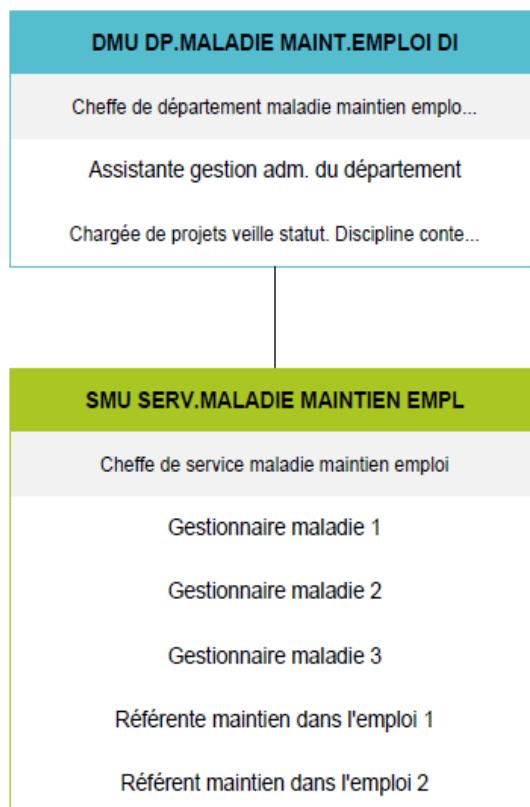 DMU DP.MALADIE MAINT.EMPLOI DI
Cheffe de département maladie maintien emplo...
Assistante gestion adm. du département
Chargée de projets veille statut. Discipline conte...
SMU SERV.MALADIE MAINTIEN EMPL
Cheffe de service maladie maintien emploi
Gestionnaire maladie 1
Gestionnaire maladie 2
Gestionnaire maladie 3
Référente maintien dans l'emploi 1
Référent maintien dans l'emploi 2